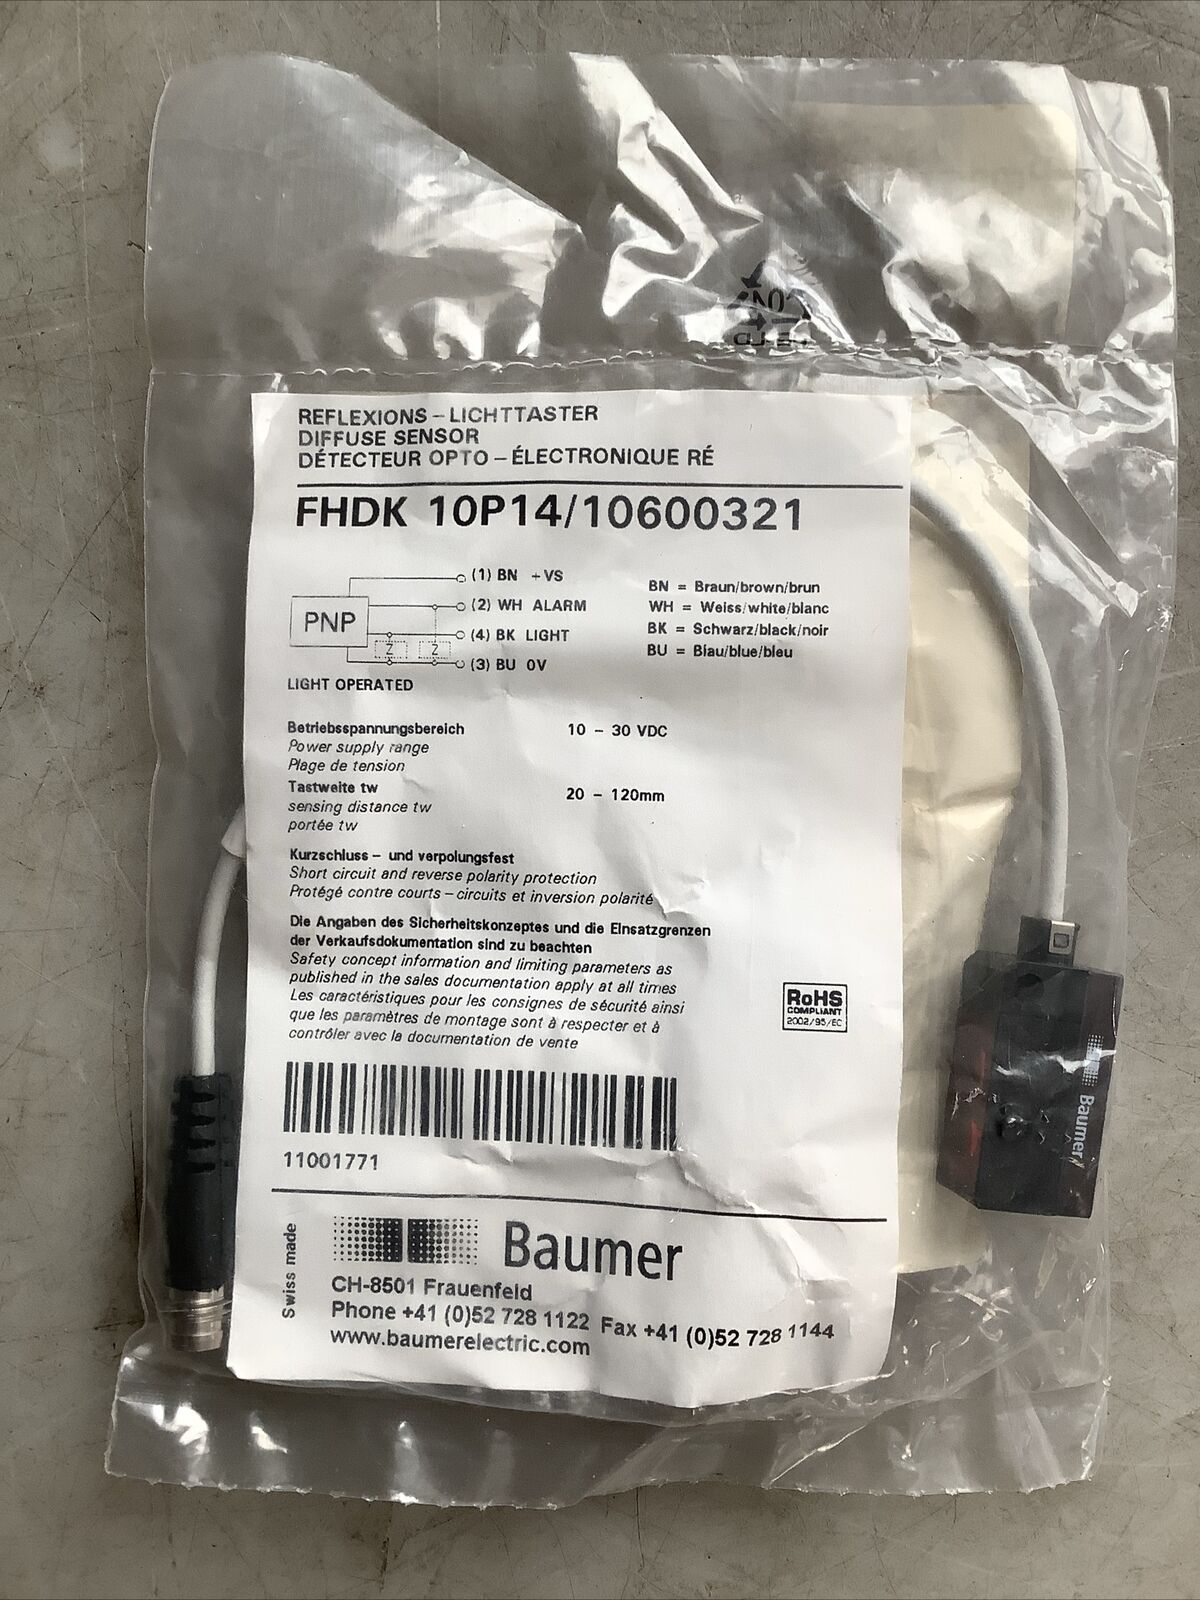 REFLEXIONS – LICHTTASTER
DIFFUSE SENSOR
DÉTECTEUR OPTO – ÉLECTRONIQUE RÉ
FHDK 10P14/10600321
PNP
(1) BN +VS
(2) WH ALARM
(4) BK LIGHT
(3) BU 0V
Z Z
LIGHT OPERATED
BN = Braun/brown/brun
WH = Weiss/white/blanc
BK = Schwarz/black/noir
BU = Blau/blue/bleu
Betriebsspannungsbereich 10 – 30 VDC
Power supply range
Plage de tension
Tastweite tw 20 – 120mm
sensing distance tw
portée tw
Kurzschluss – und verpolungsfest
Short circuit and reverse polarity protection
Protégé contre courts – circuits et inversion polarité
Die Angaben des Sicherheitskonzeptes und die Einsatzgrenzen
der Verkaufsdokumentation sind zu beachten
Safety concept information and limiting parameters as
published in the sales documentation apply at all times
Les caractéristiques pour les consignes de sécurité ainsi
que les paramètres de montage sont à respecter et à
contrôler avec la documentation de vente
RoHS
COMPLIANT
2002/95/EC
11001771
Swiss made
Baumer
CH-8501 Frauenfeld
Phone +41 (0)52 728 1122 Fax +41 (0)52 728 1144
www.baumerelectric.com
Baumer